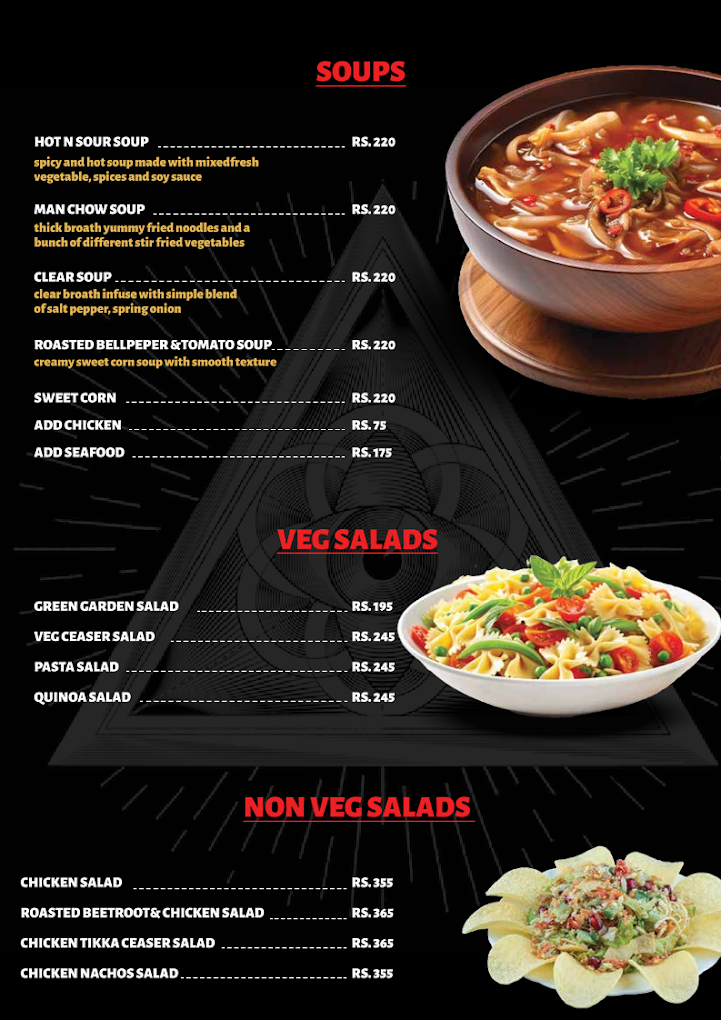 SOUPS
HOT N SOUR SOUP RS. 220
spicy and hot soup made with mixedfresh
vegetable, spices and soy sauce
MAN CHOW SOUP RS. 220
thick broath yummy fried noodles and a
bunch of different stir fried vegetables
CLEAR SOUP RS. 220
clear broath infuse with simple blend
of salt pepper, spring onion
ROASTED BELLPEPER &TOMATO SOUP RS. 220
creamy sweet corn soup with smooth texture
SWEET CORN RS. 220
ADD CHICKEN RS. 75
ADD SEAFOOD RS. 175
VEG SALADS
GREEN GARDEN SALAD RS. 195
VEG CEASER SALAD RS. 245
PASTA SALAD RS. 245
QUINOA SALAD RS. 245
NON VEG SALADS
CHICKEN SALAD RS. 355
ROASTED BEETROOT& CHICKEN SALAD RS. 365
CHICKEN TIKKA CEASER SALAD RS. 365
CHICKEN NACHOS SALAD RS. 355